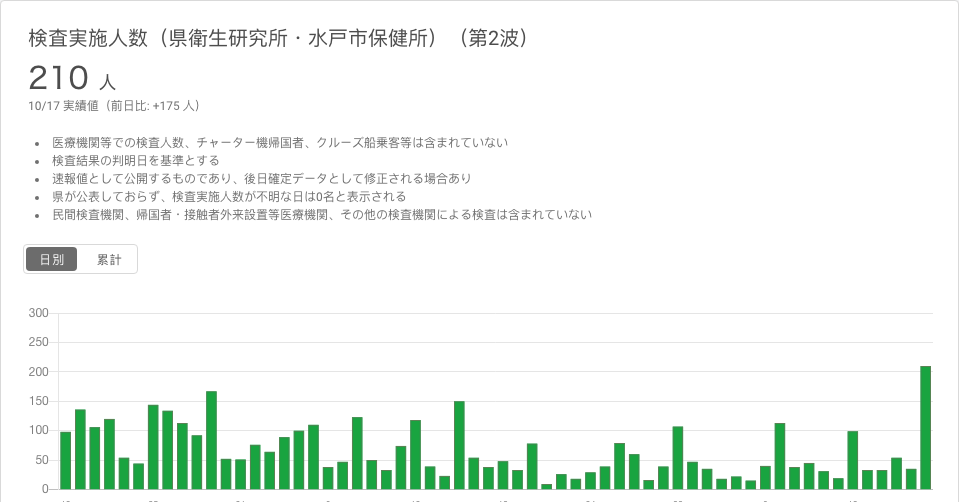 検査実施人数（県衛生研究所・水戸市保健所）（第2波）
210 人
10/17 実績値（前日比: +175 人）
医療機関等での検査人数、チャーター機帰国者、クルーズ船乗客等は含まれていない
検査結果の判明日を基準とする
速報値として公開するものであり、後日確定データとして修正される場合あり
県が公表しておらず、検査実施人数が不明な日は0名と表示される
民間検査機関、帰国者・接触者外来設置等医療機関、その他の検査機関による検査は含まれていない
日別 累計
300
250
200
150
100
50
0